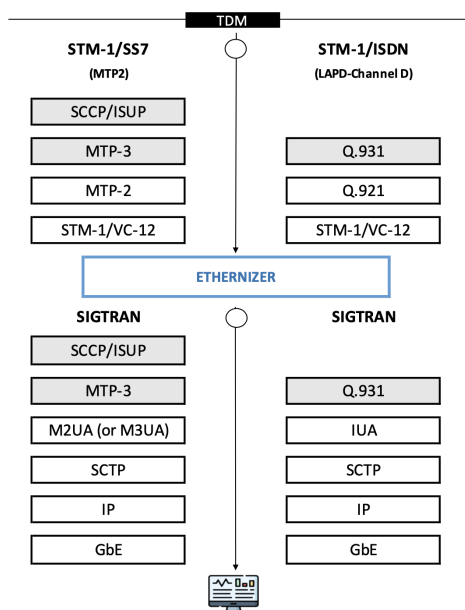 TDM
STM-1/SS7
(MTP2)
SCCP/ISUP
MTP-3
MTP-2
STM-1/VC-12
STM-1/ISDN
(LAPD-Channel D)
Q.931
Q.921
STM-1/VC-12
ETHERNIZER
SIGTRAN
SCCP/ISUP
MTP-3
M2UA (or M3UA)
SCTP
IP
GbE
SIGTRAN
Q.931
IUA
SCTP
IP
GbE